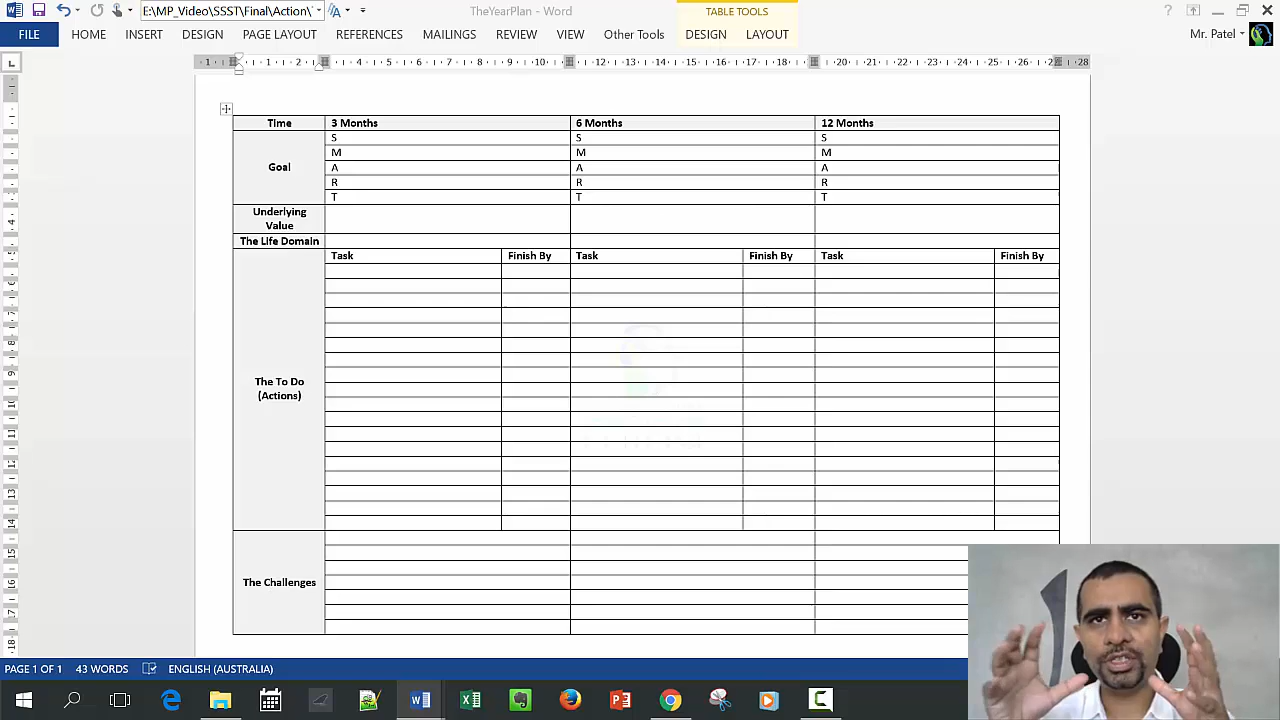 E:\MP_Video\SSST\Final\Action\
TheYearPlan - Word
TABLE TOOLS
FILE HOME INSERT DESIGN PAGE LAYOUT REFERENCES MAILINGS REVIEW VIEW Other Tools DESIGN LAYOUT Mr. Patel
Time 3 Months 6 Months 12 Months
S S S
M M M
Goal A A A
R R R
T T T
Underlying
Value
The Life Domain
Task Finish By Task Finish By Task Finish By
The To Do
(Actions)
The Challenges
PAGE 1 OF 1 43 WORDS ENGLISH (AUSTRALIA)